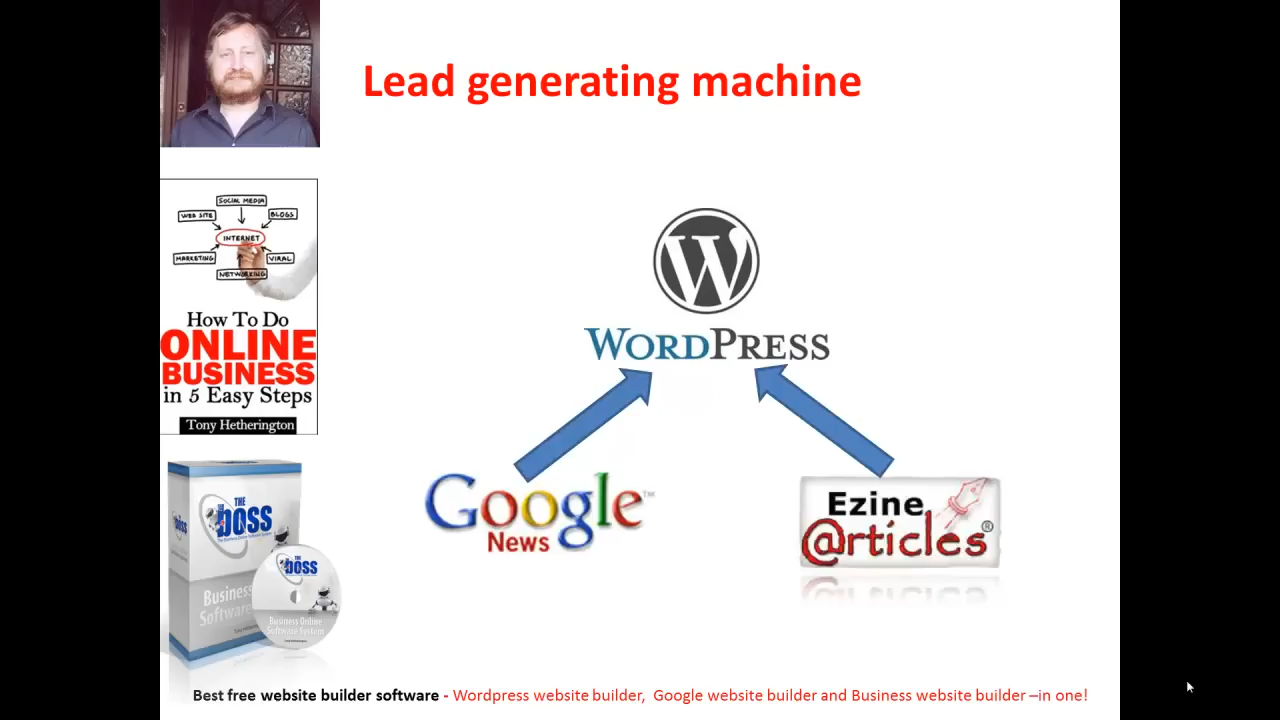 Lead generating machine
SOCIAL MEDIA
WEB SITE
BLOGS
INTERNET
MARKETING
VIRAL
NETWORKING
How To Do
ONLINE
BUSINESS
in 5 Easy Steps
Tony Hetherington
WORDPRESS
Google™
News
Ezine
@rticles®
THE
BOSS
Business
Software
THE
BOSS
Business Online
Software System
Best free website builder software - Wordpress website builder,  Google website builder and Business website builder –in one!